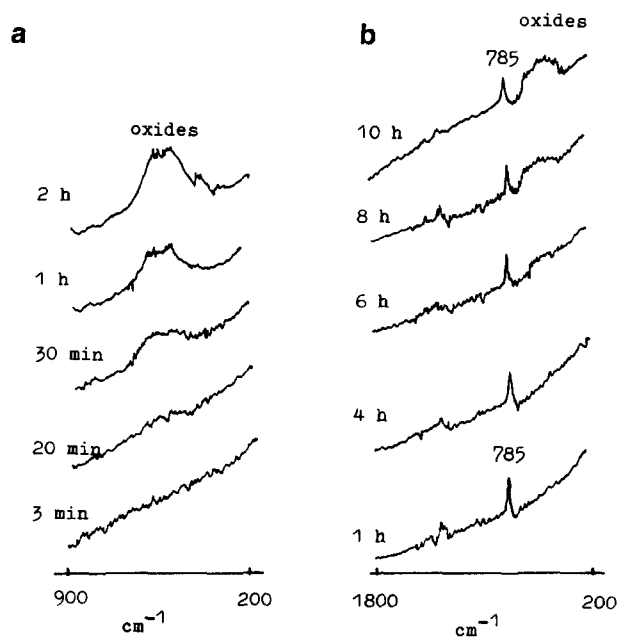 a
oxides
2 h
1 h
30 min
20 min
3 min
900 200
cm⁻¹
b
oxides
785
10 h
8 h
6 h
4 h
785
1 h
1800 200
cm⁻¹